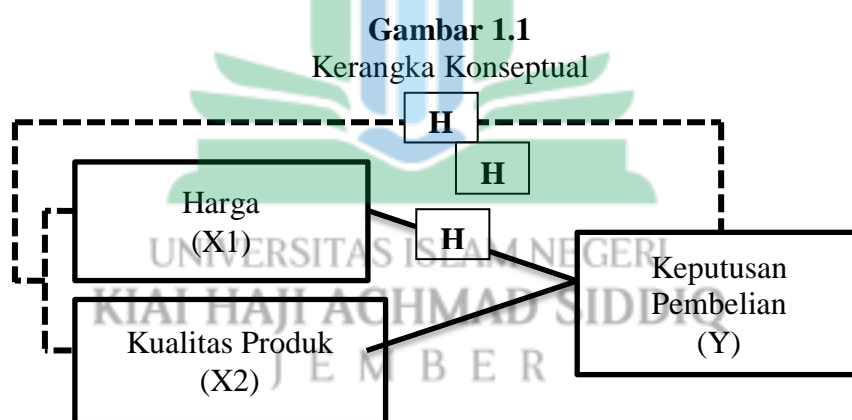 Gambar 1.1
Kerangka Konseptual
H
H
Harga
(X1)
H
UNIVERSITAS ISLAM NEGERI
Keputusan
Pembelian
(Y)
KIAI HAJI ACHMAD SIDDIQ
Kualitas Produk
(X2)
JEMBER